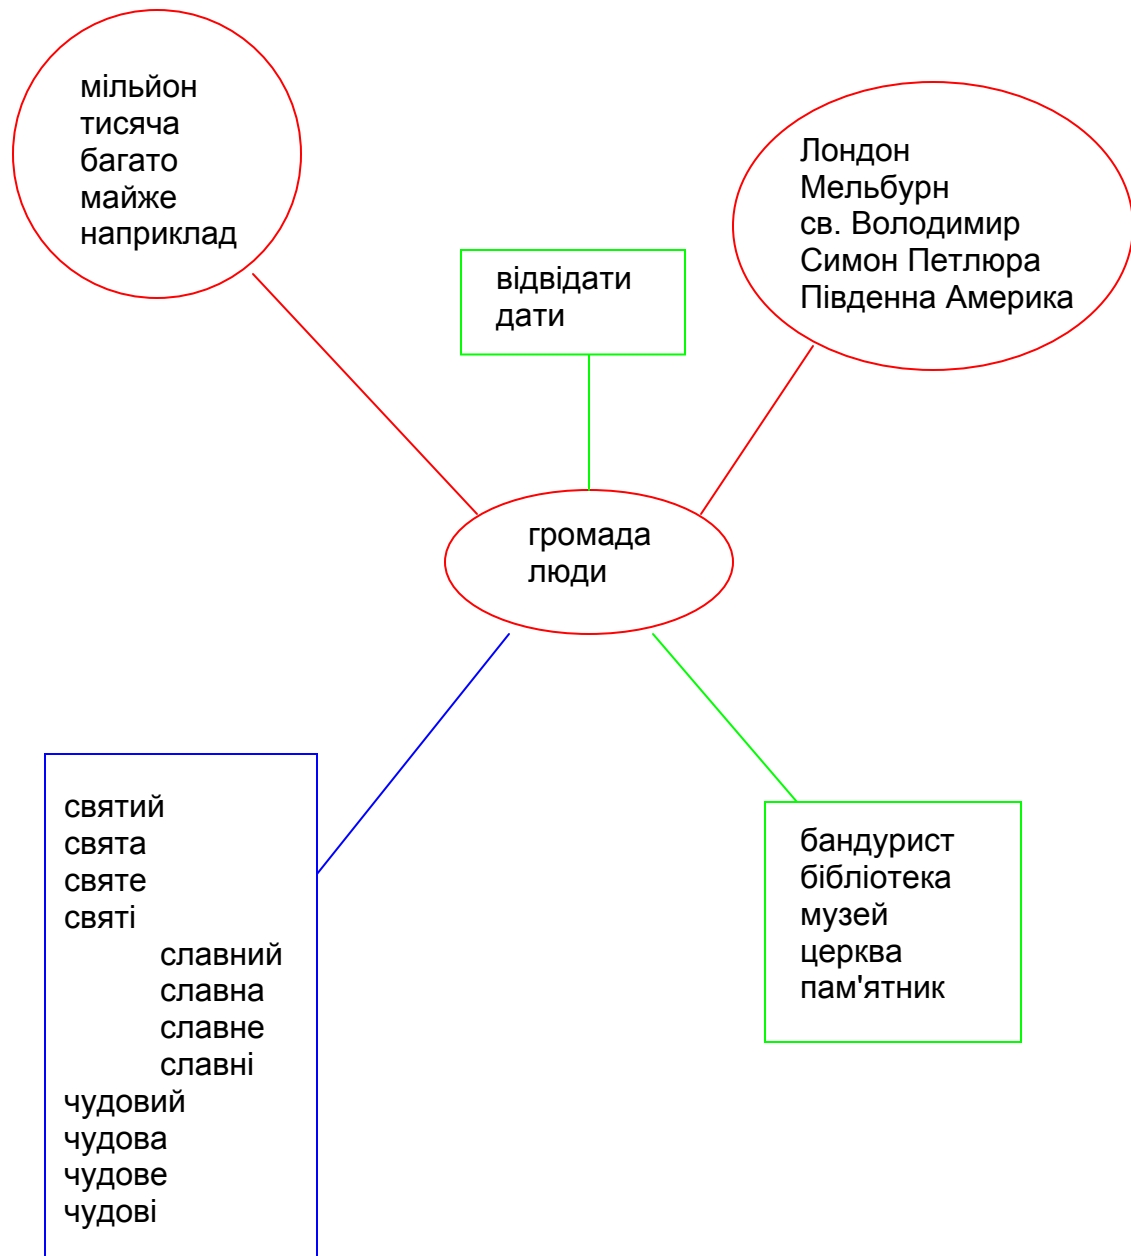 мільйон
тисяча
багато
майже
наприклад
Лондон
Мельбурн
св. Володимир
Симон Петлюра
Південна Америка
відвідати
дати
громада
люди
святий
свята
святе
святі
славний
славна
славне
славні
чудовий
чудова
чудове
чудові
бандурист
бібліотека
музей
церква
пам'ятник